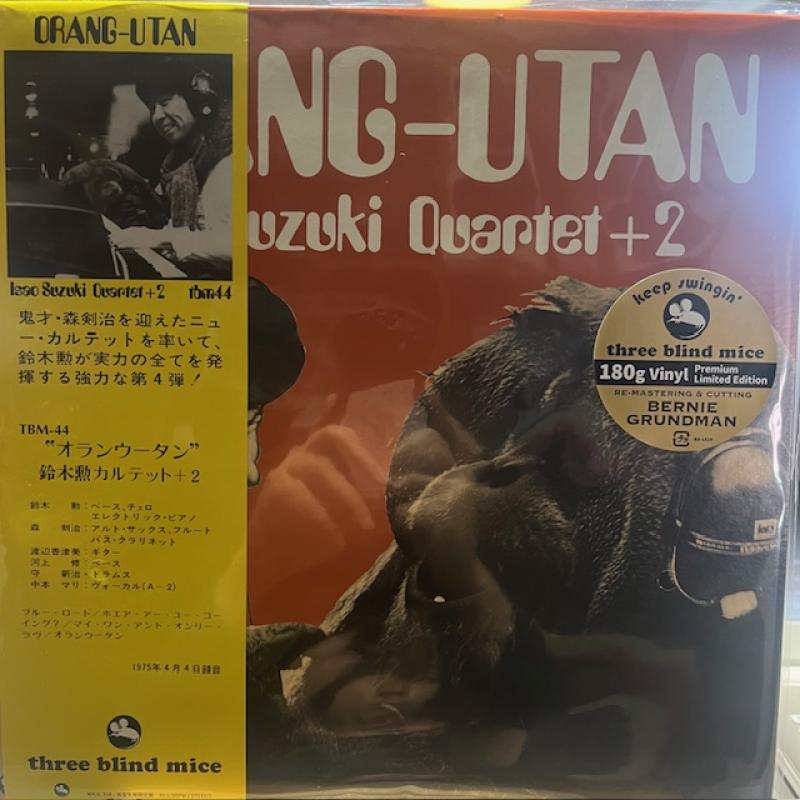 ORANG-UTAN
Isao Suzuki Quartet+2 tbm44
鬼才・森剣治を迎えたニュ
ー・カルテットを率いて、
鈴木勲が実力の全てを発
揮する強力な第4弾!
TBM-44
"オランウータン"
鈴木勲カルテット+2
鈴木 勲:ベース、チェロ
エレクトリック・ピアノ
森 剣治:アルト・サックス、フルート
バス・クラリネット
渡辺香津美:ギター
河上 修:ベース
守 新治:ドラムス
中本 マリ:ヴォーカル(A-2)
ブルー・ロード/ホエア・アー・ユー・ゴー
イング?/マイ・ワン・アンド・オンリー・
ラヴ/オランウータン
1975年4月4日録音
three blind mice
NG-UTAN
uzuki Quartet+2
keep swingin'
three blind mice
180g Vinyl Premium
Limited Edition
RE-MASTERING & CUTTING
BERNIE
GRUNDMAN